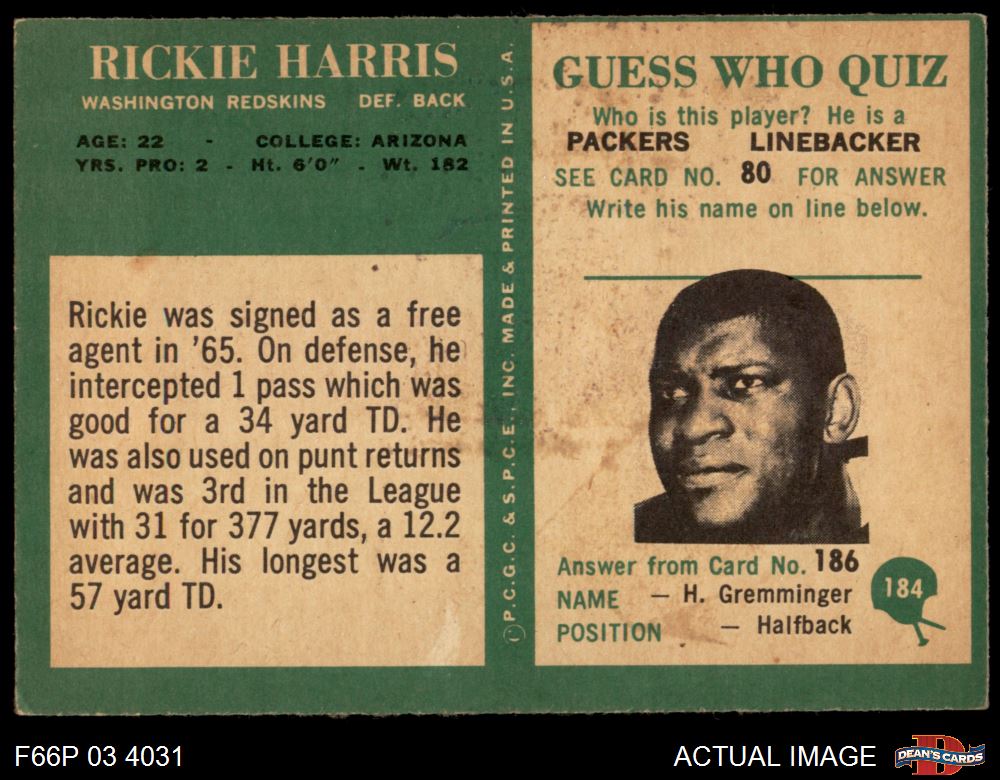 RICKIE HARRIS
WASHINGTON REDSKINS DEF. BACK
AGE: 22 - COLLEGE: ARIZONA
YRS. PRO: 2 - Ht. 6'0" - Wt. 182
Rickie was signed as a free
agent in '65. On defense, he
intercepted 1 pass which was
good for a 34 yard TD. He
was also used on punt returns
and was 3rd in the League
with 31 for 377 yards, a 12.2
average. His longest was a
57 yard TD.
© P.C.G.C. & S.P.C.E., INC. MADE & PRINTED IN U.S.A.
GUESS WHO QUIZ
Who is this player? He is a
PACKERS LINEBACKER
SEE CARD NO. 80 FOR ANSWER
Write his name on line below.
Answer from Card No. 186
NAME — H. Gremminger
POSITION — Halfback
184
F66P 03 4031
ACTUAL IMAGE
D
DEAN'S CARDS